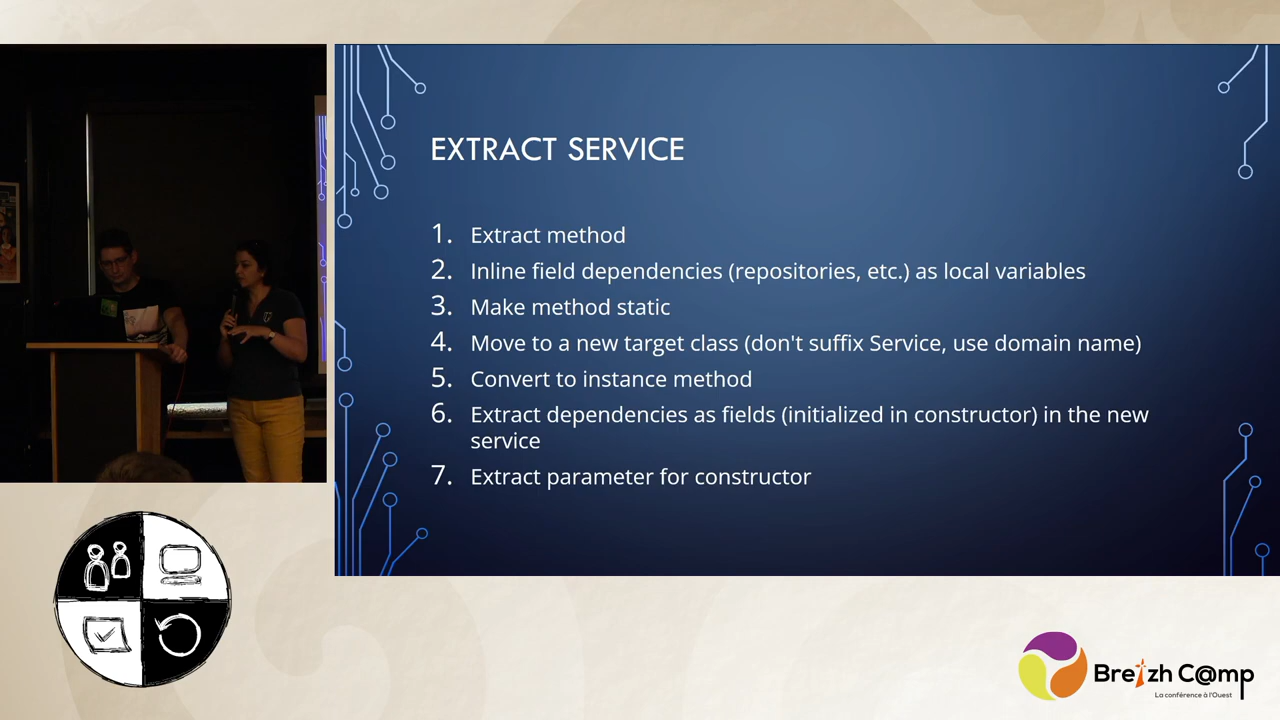 EXTRACT SERVICE
1. Extract method
2. Inline field dependencies (repositories, etc.) as local variables
3. Make method static
4. Move to a new target class (don't suffix Service, use domain name)
5. Convert to instance method
6. Extract dependencies as fields (initialized in constructor) in the new
service
7. Extract parameter for constructor
Breizh C@mp
La conférence à l'Ouest